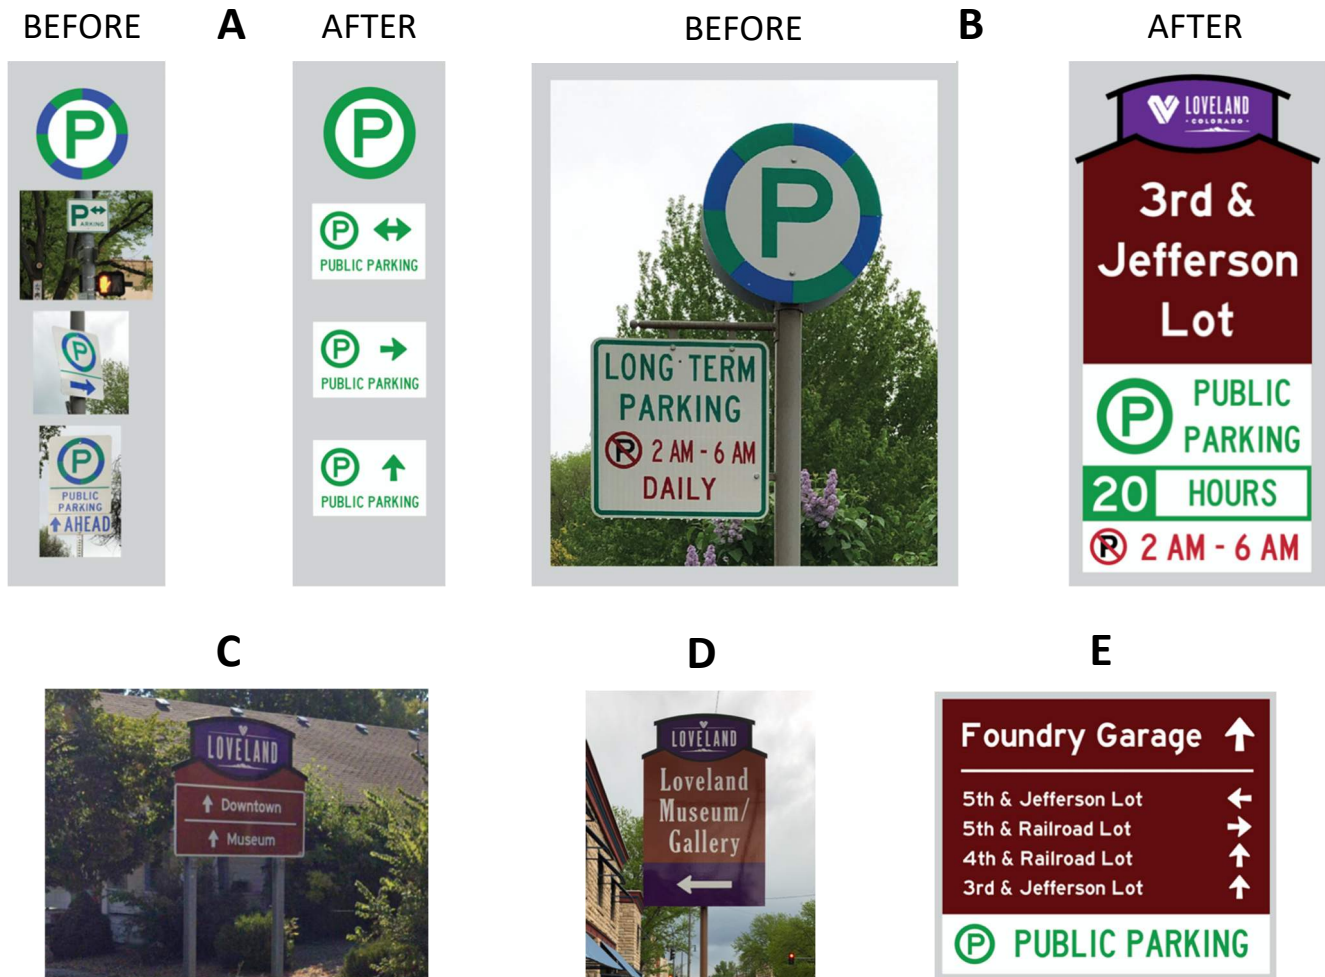 BEFORE
A
AFTER
BEFORE
B
AFTER
P
P
PARKING
P
P
PUBLIC
PARKING
AHEAD
P
P
PUBLIC PARKING
P
PUBLIC PARKING
P
PUBLIC PARKING
P
LONG TERM
PARKING
P 2 AM - 6 AM
DAILY
LOVELAND
COLORADO
3rd &
Jefferson
Lot
P PUBLIC
PARKING
20 HOURS
P 2 AM - 6 AM
C
D
E
LOVELAND
Downtown
Museum
LOVELAND
Loveland
Museum/
Gallery
Foundry Garage
5th & Jefferson Lot
5th & Railroad Lot
4th & Railroad Lot
3rd & Jefferson Lot
P PUBLIC PARKING